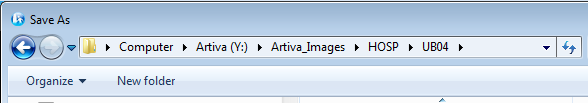 Save As
Computer Artiva (Y:) Artiva_Images HOSP UB04
Organize New folder